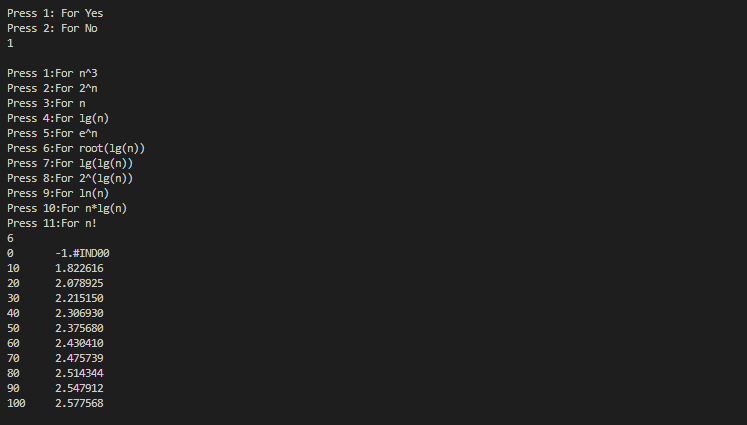 Press 1: For Yes
Press 2: For No
1
Press 1:For n^3
Press 2:For 2^n
Press 3:For n
Press 4:For lg(n)
Press 5:For e^n
Press 6:For root(lg(n))
Press 7:For lg(lg(n))
Press 8:For 2^(lg(n))
Press 9:For ln(n)
Press 10:For n*lg(n)
Press 11:For n!
6
0 -1.#IND00
10 1.822616
20 2.078925
30 2.215150
40 2.306930
50 2.375680
60 2.430410
70 2.475739
80 2.514344
90 2.547912
100 2.577568